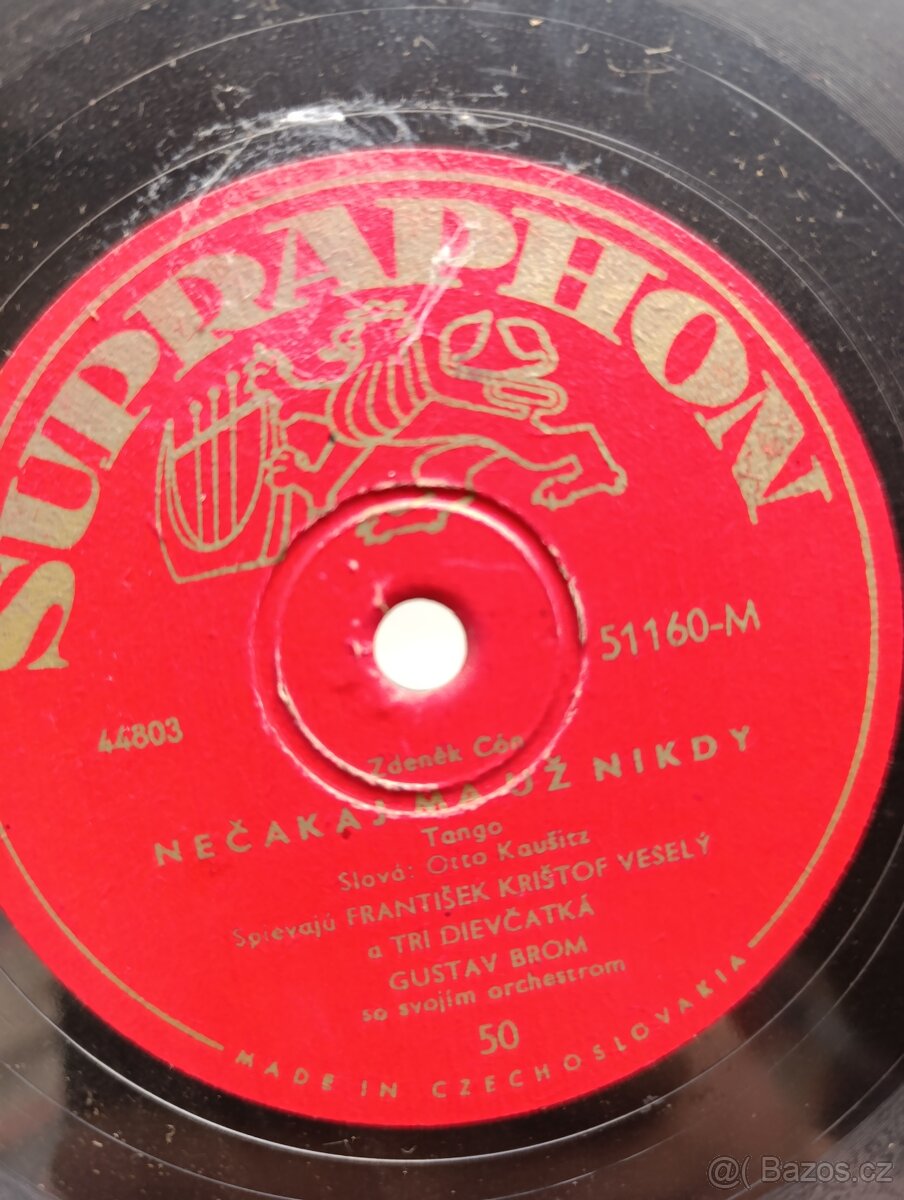 SUPRAPHON
51160-M
44803
Zdeněk Cón
NEČAKAJ MA UŽ NIKDY
Tango
Slová: Otto Kaušitz
Spievajú FRANTIŠEK KRIŠTOF VESELÝ
a TRI DIEVČATKÁ
GUSTAV BROM
so svojím orchestrom
50
MADE IN CZECHOSLOVAKIA
@( Bazos.cz